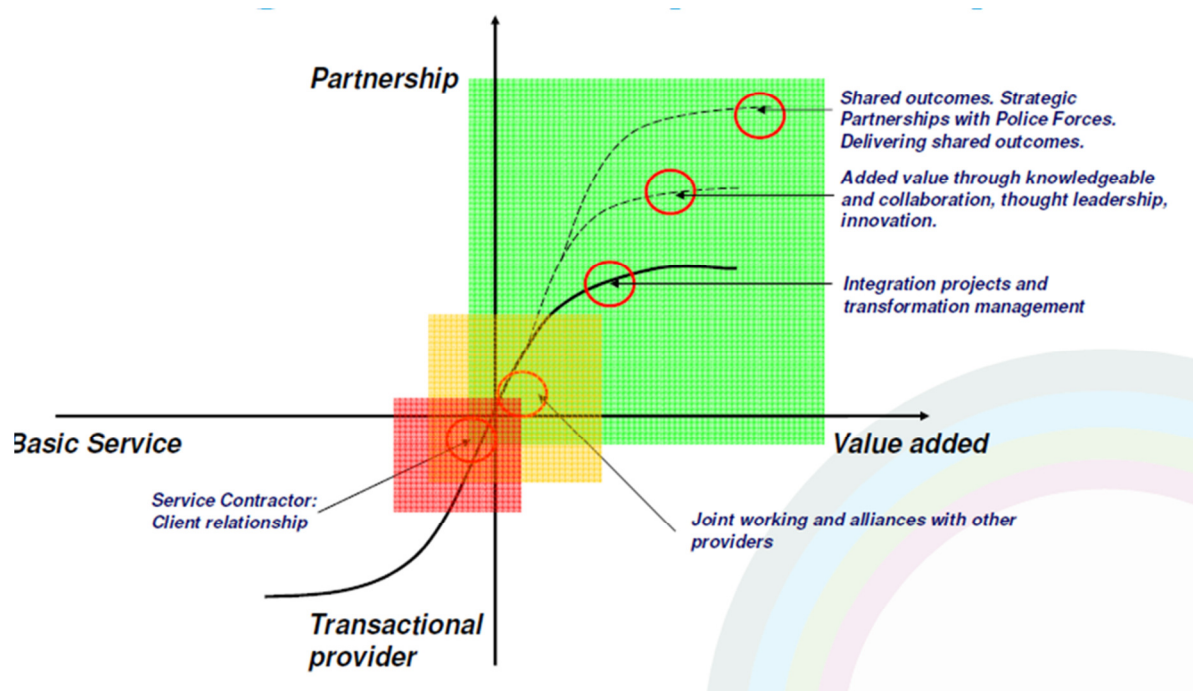 Partnership
Shared outcomes. Strategic
Partnerships with Police Forces.
Delivering shared outcomes.
Added value through knowledgeable
and collaboration, thought leadership,
innovation.
Integration projects and
transformation management
Basic Service
Value added
Service Contractor:
Client relationship
Joint working and alliances with other
providers
Transactional
provider